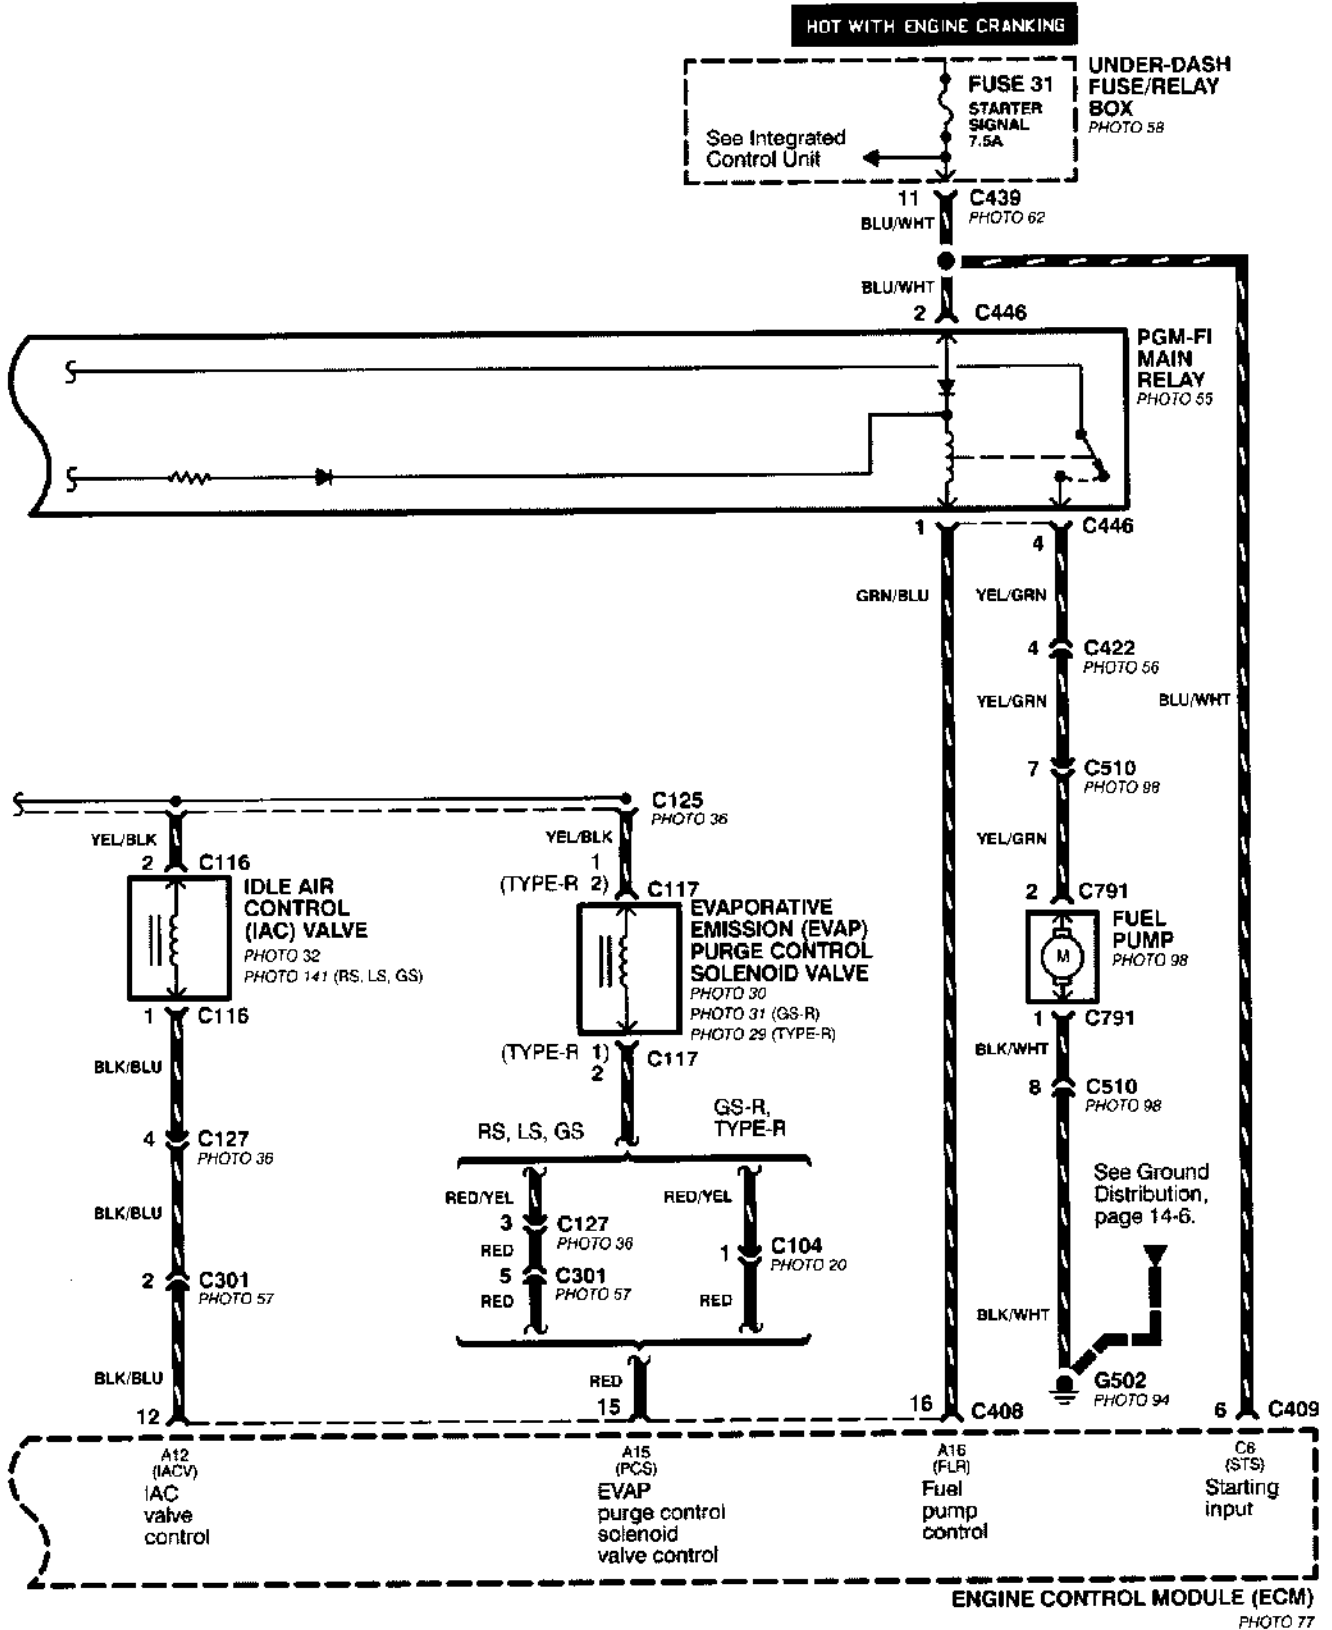 HOT WITH ENGINE CRANKING
UNDER-DASH
FUSE/RELAY
BOX
PHOTO 58
FUSE 31
STARTER
SIGNAL
7.5A
See Integrated
Control Unit
11
C439
PHOTO 62
BLU/WHT
BLU/WHT
2
C446
PGM-FI
MAIN
RELAY
PHOTO 55
1
4
C446
GRN/BLU
YEL/GRN
4
C422
PHOTO 56
YEL/GRN
BLU/WHT
7
C510
PHOTO 98
YEL/GRN
2
C791
FUEL
PUMP
PHOTO 98
M
1
C791
BLK/WHT
8
C510
PHOTO 98
See Ground
Distribution,
page 14-6.
BLK/WHT
G502
PHOTO 94
C125
PHOTO 36
YEL/BLK
2
C116
IDLE AIR
CONTROL
(IAC) VALVE
PHOTO 32
PHOTO 141 (RS, LS, GS)
1
C116
BLK/BLU
4
C127
PHOTO 36
BLK/BLU
2
C301
PHOTO 57
BLK/BLU
12
YEL/BLK
1
(TYPE-R 2)
C117
EVAPORATIVE
EMISSION (EVAP)
PURGE CONTROL
SOLENOID VALVE
PHOTO 30
PHOTO 31 (GS-R)
PHOTO 29 (TYPE-R)
(TYPE-R 1)
2
C117
RS, LS, GS
GS-R,
TYPE-R
RED/YEL
3
C127
PHOTO 36
RED
5
C301
PHOTO 57
RED
RED/YEL
1
C104
PHOTO 20
RED
RED
15
16
C408
6
C409
A12
(IACV)
IAC
valve
control
A15
(PCS)
EVAP
purge control
solenoid
valve control
A16
(FLR)
Fuel
pump
control
C6
(STS)
Starting
input
ENGINE CONTROL MODULE (ECM)
PHOTO 77